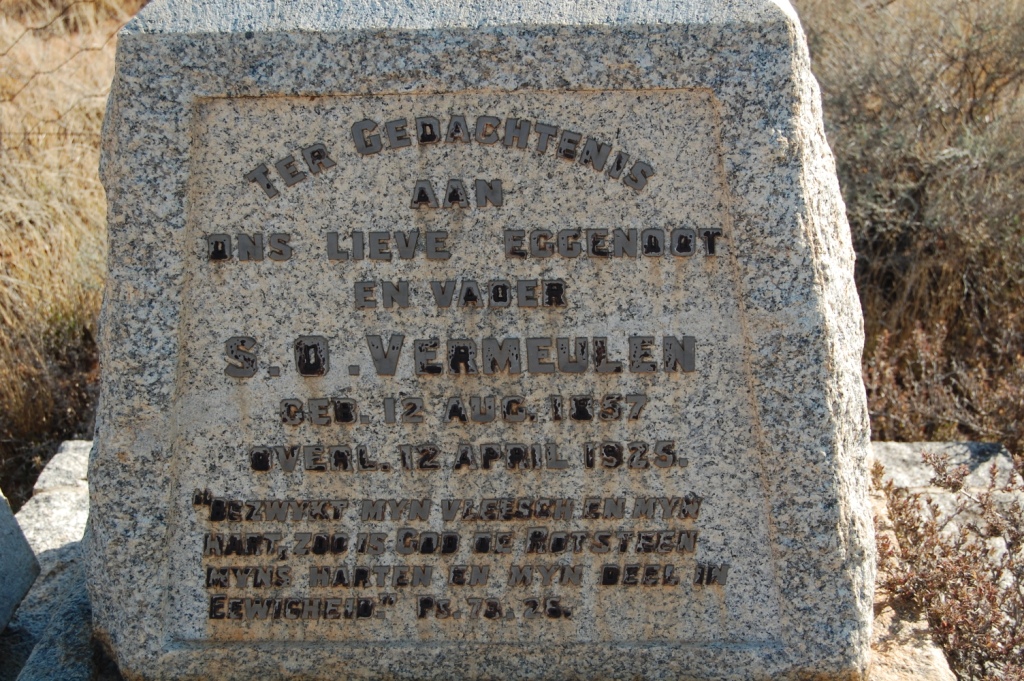 TER GEDACHTENIS
AAN
ONS LIEVE EGGENOOT
EN VADER
S. D. VERMEULEN
GEB. 12 AUG. 1857
OVERL. 12 APRIL 1925.
"BEZWYKT MYN VLEESCH EN MYN
HART, ZOO IS GOD DE ROTSTEEN
MYNS HARTEN EN MYN DEEL IN
EEWIGHEID." PS. 73. 26.